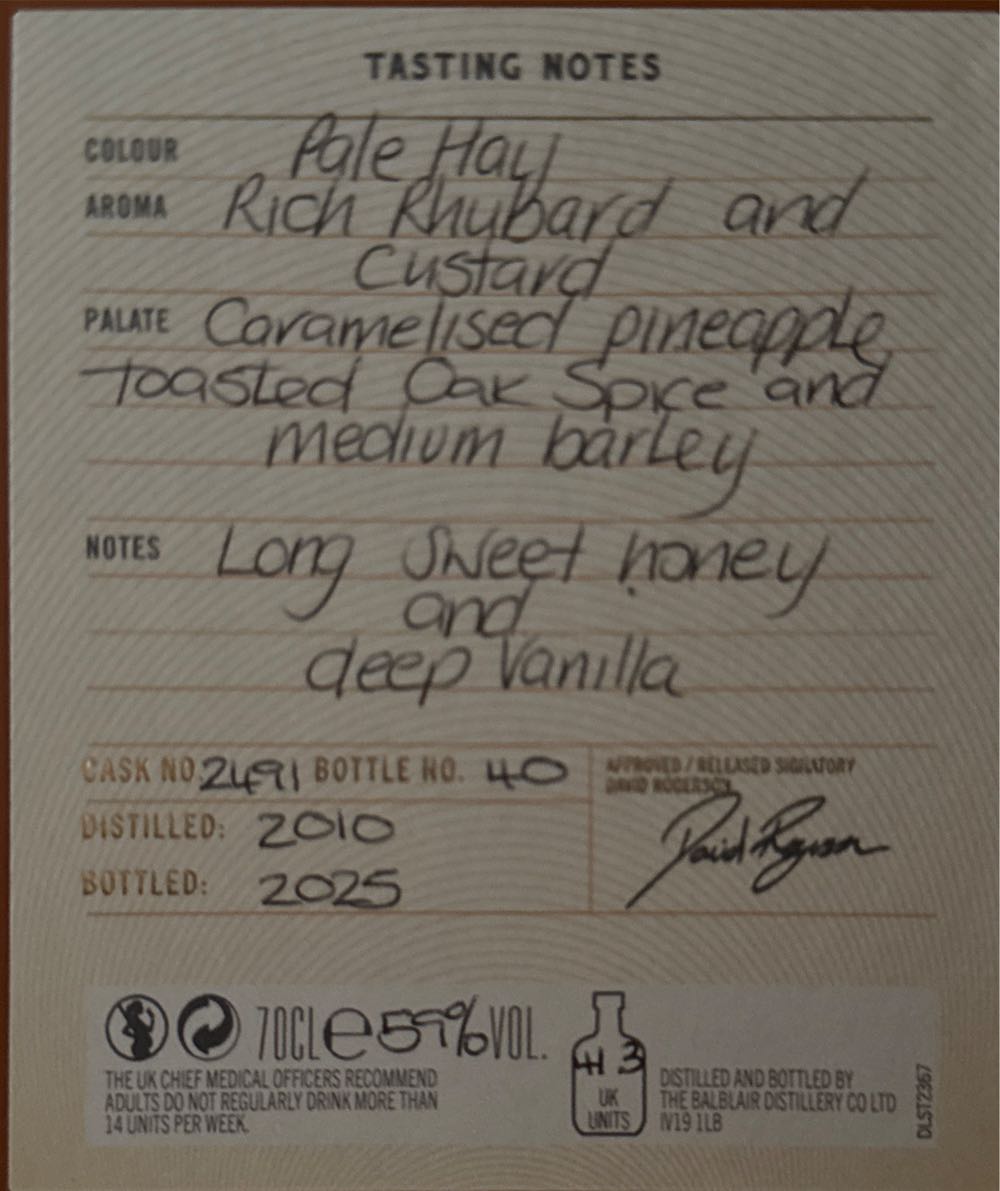 TASTING NOTES
COLOUR Pale Hay
AROMA Rich Rhubard and
Custard
PALATE Caramelised pineapple,
toasted Oak Spice and
medium barley
NOTES Long Sweet honey
and
deep Vanilla
CASK NO. 2491 BOTTLE NO. 40
DISTILLED: 2010
BOTTLED: 2025
APPROVED / RELEASED SIGNATORY
DAVID ROGERSON
70CL e 59% VOL.
THE UK CHIEF MEDICAL OFFICERS RECOMMEND
ADULTS DO NOT REGULARLY DRINK MORE THAN
14 UNITS PER WEEK.
41.3
UK
UNITS
DISTILLED AND BOTTLED BY
THE BALBLAIR DISTILLERY CO LTD
IV19 1LB
DLST2367